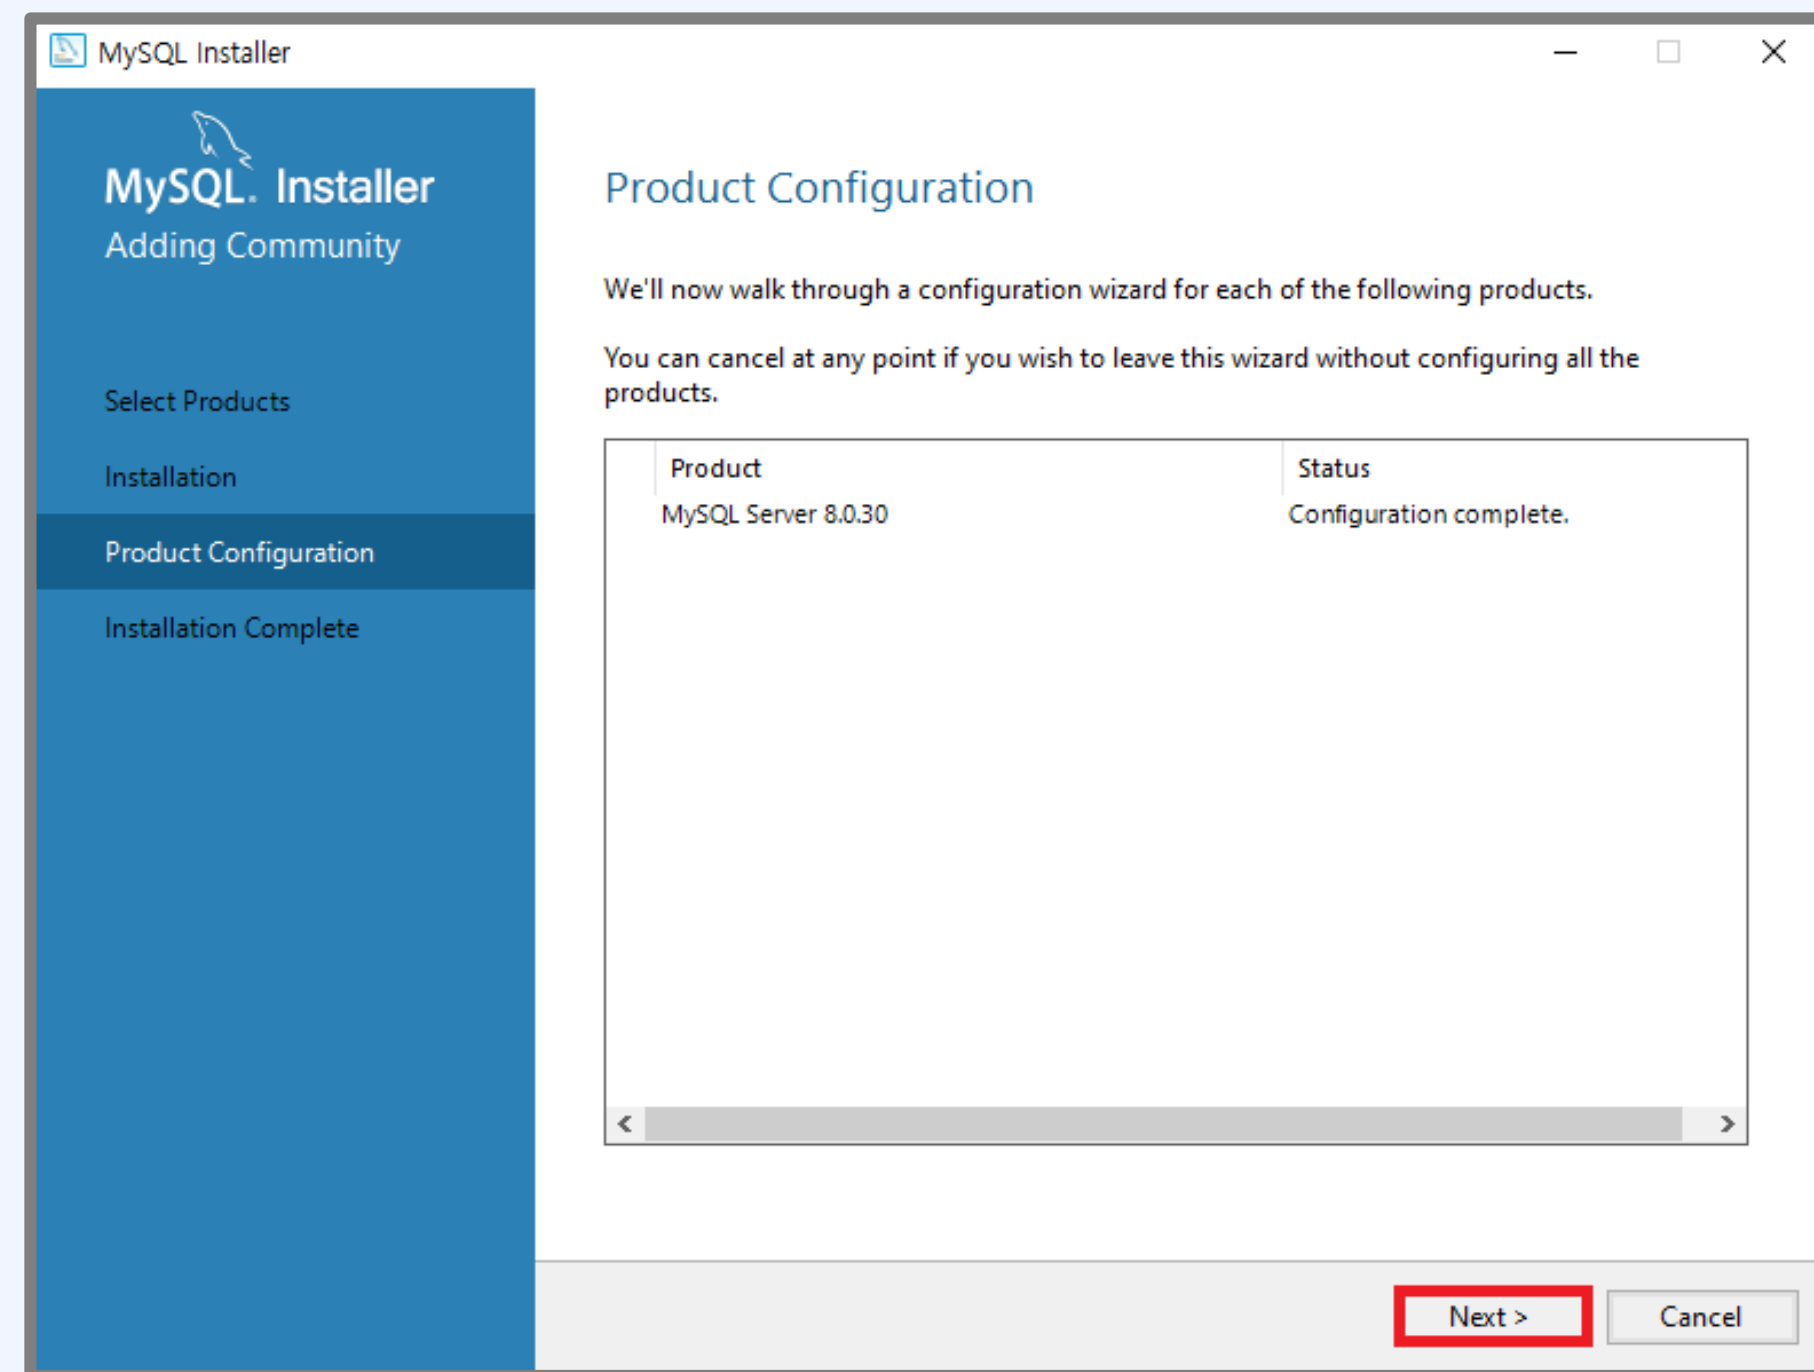 MySQL Installer
MySQL. Installer
Adding Community
Select Products
Installation
Product Configuration
Installation Complete
Product Configuration
We'll now walk through a configuration wizard for each of the following products.
You can cancel at any point if you wish to leave this wizard without configuring all the
products.
Product Status
MySQL Server 8.0.30 Configuration complete.
Next > Cancel